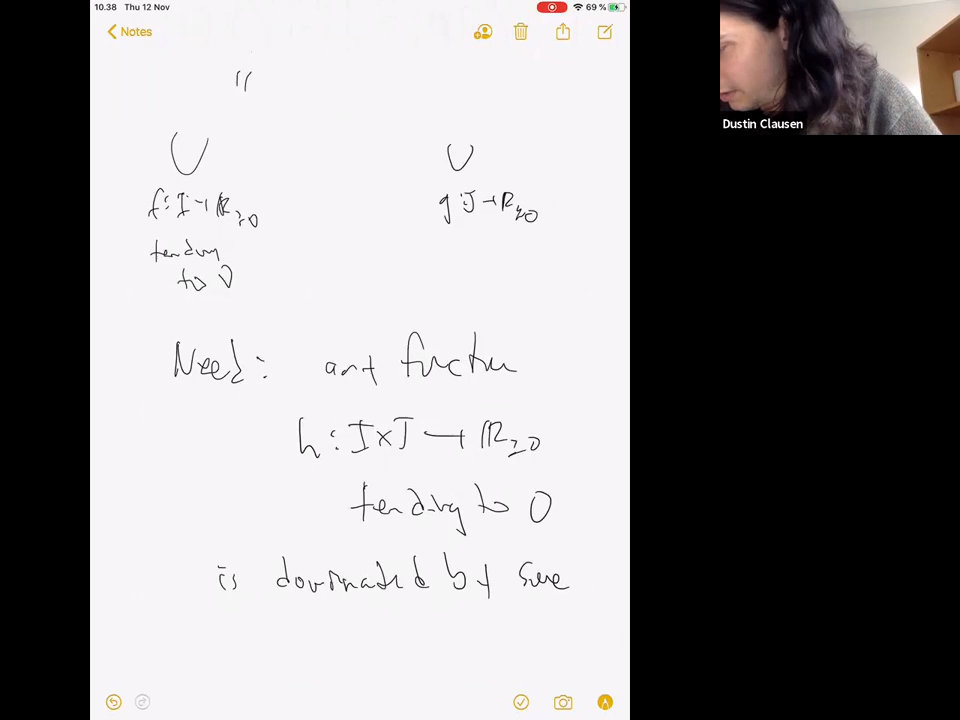 10.38 Thu 12 Nov
69 %
Notes
"
Dustin Clausen
∪ ∪
f: I → ℝ≥0 g: J → ℝ≥0
tending
to 0
Need: any function
h: I×J → ℝ≥0
tending to 0
is dominated by some